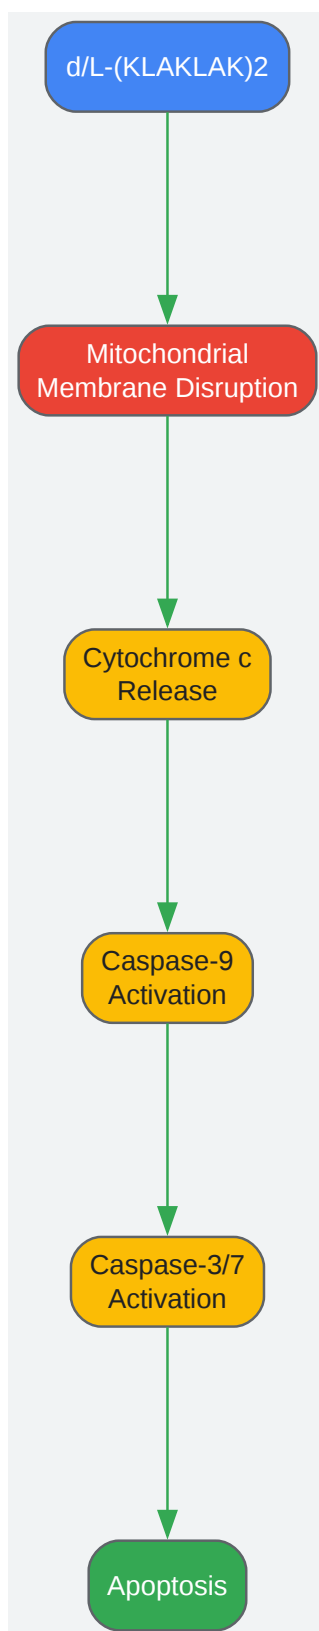 d/L-(KLAKLAK)2
Mitochondrial
Membrane Disruption
Cytochrome c
Release
Caspase-9
Activation
Caspase-3/7
Activation
Apoptosis